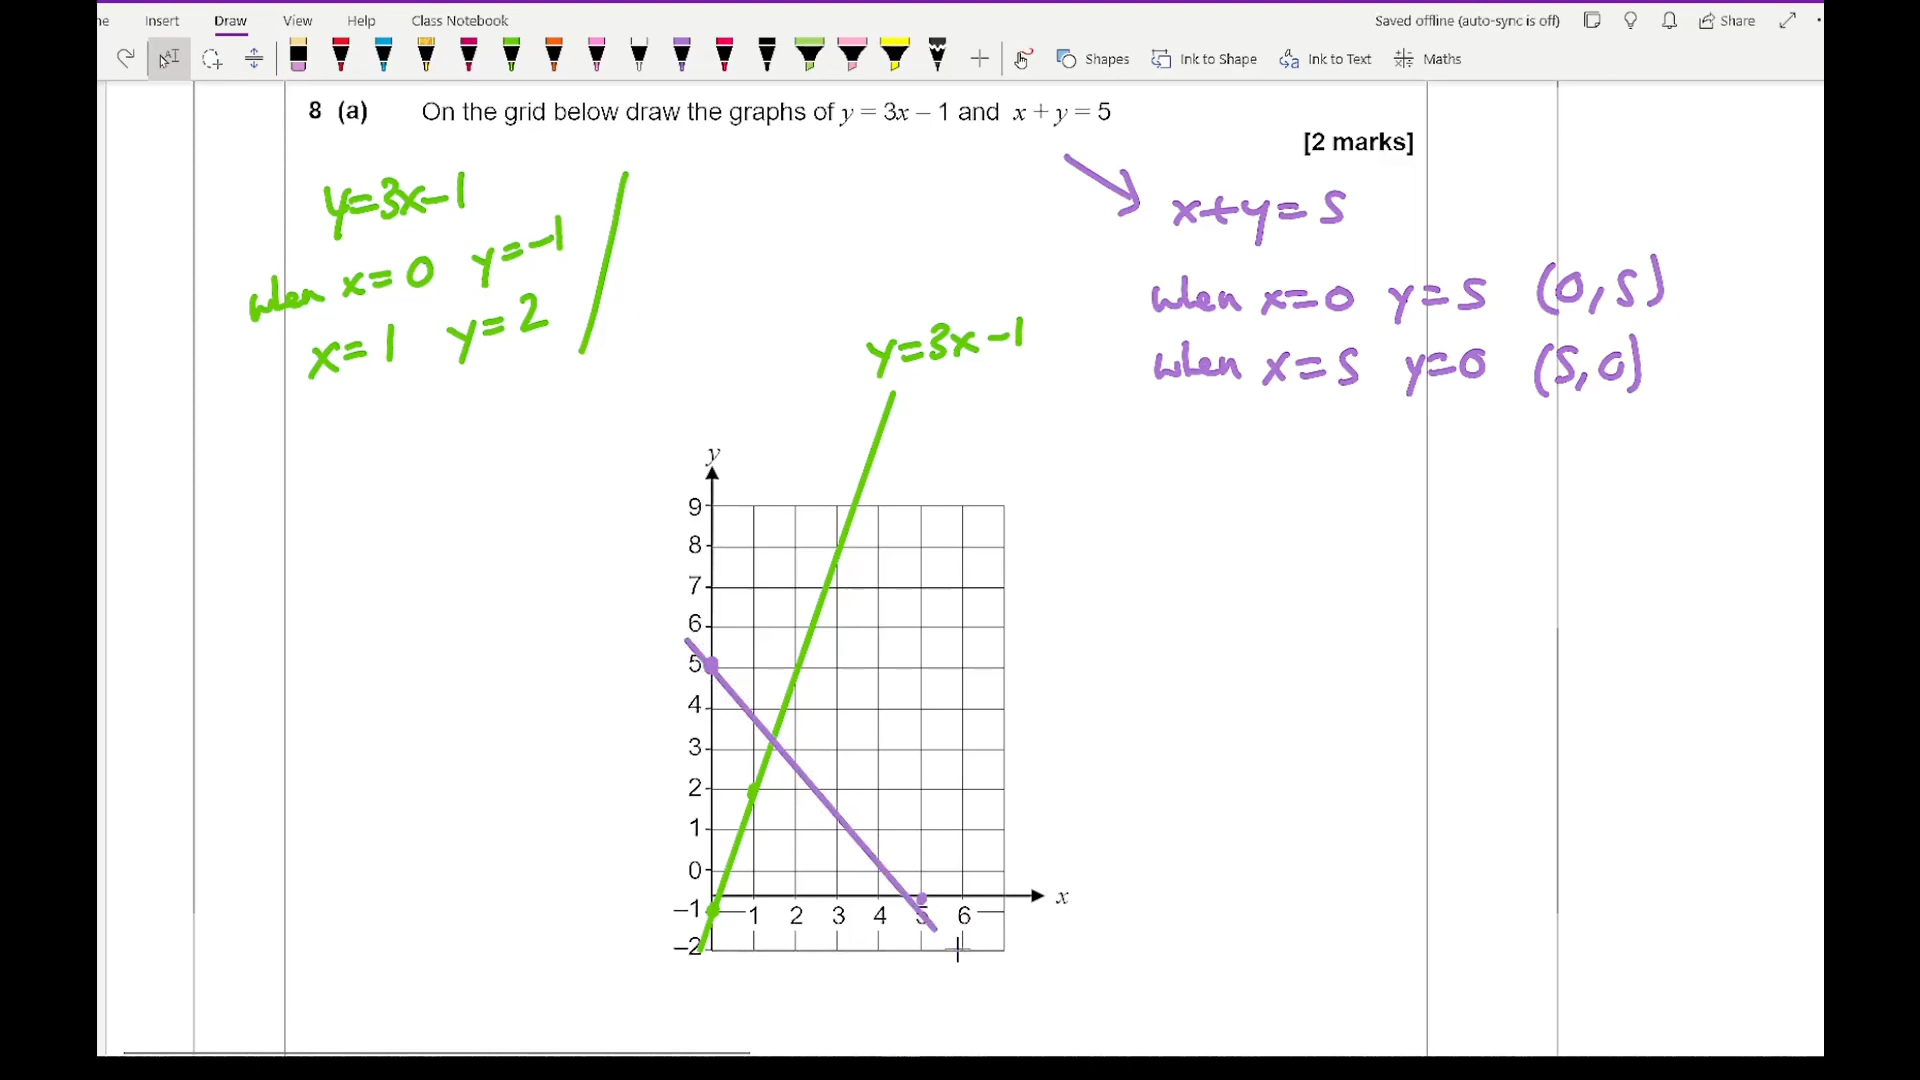 ne Insert Draw View Help Class Notebook Saved offline (auto-sync is off) Share
Shapes Ink to Shape Ink to Text Maths
8 (a) On the grid below draw the graphs of y = 3x – 1 and x + y = 5
[2 marks]
y=3x-1
when x=0 y=-1
x=1 y=2
x+y=5
when x=0 y=5 (0,5)
when x=5 y=0 (5,0)
y=3x-1
y
9
8
7
6
5
4
3
2
1
0
–1
–2
1 2 3 4 5 6
x